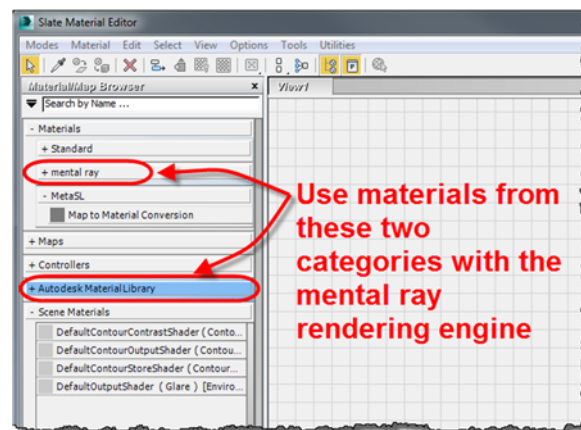 Slate Material Editor
Modes Material Edit Select View Options Tools Utilities
Material/Map Browser x
View1
Search by Name ...
- Materials
+ Standard
+ mental ray
- MetaSL
Map to Material Conversion
+ Maps
+ Controllers
+ Autodesk Material Library
- Scene Materials
DefaultContourContrastShader ( Conto...
DefaultContourOutputShader ( Contou...
DefaultContourStoreShader ( Contour...
DefaultOutputShader ( Glare ) [Enviro...
Use materials from
these two
categories with the
mental ray
rendering engine